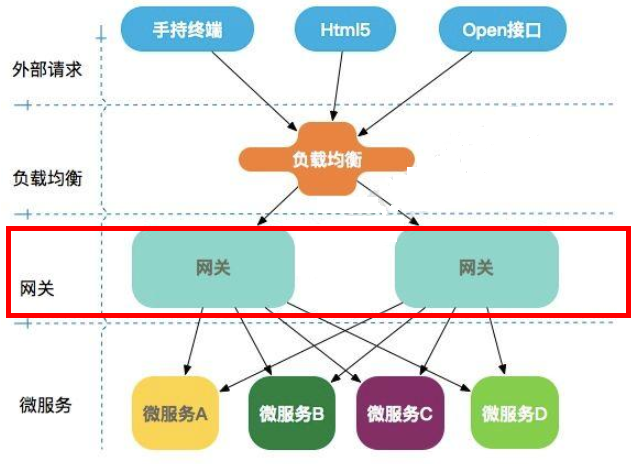 手持终端
Html5
Open接口
外部请求
负载均衡
负载均衡
网关
网关
网关
微服务
微服务A
微服务B
微服务C
微服务D